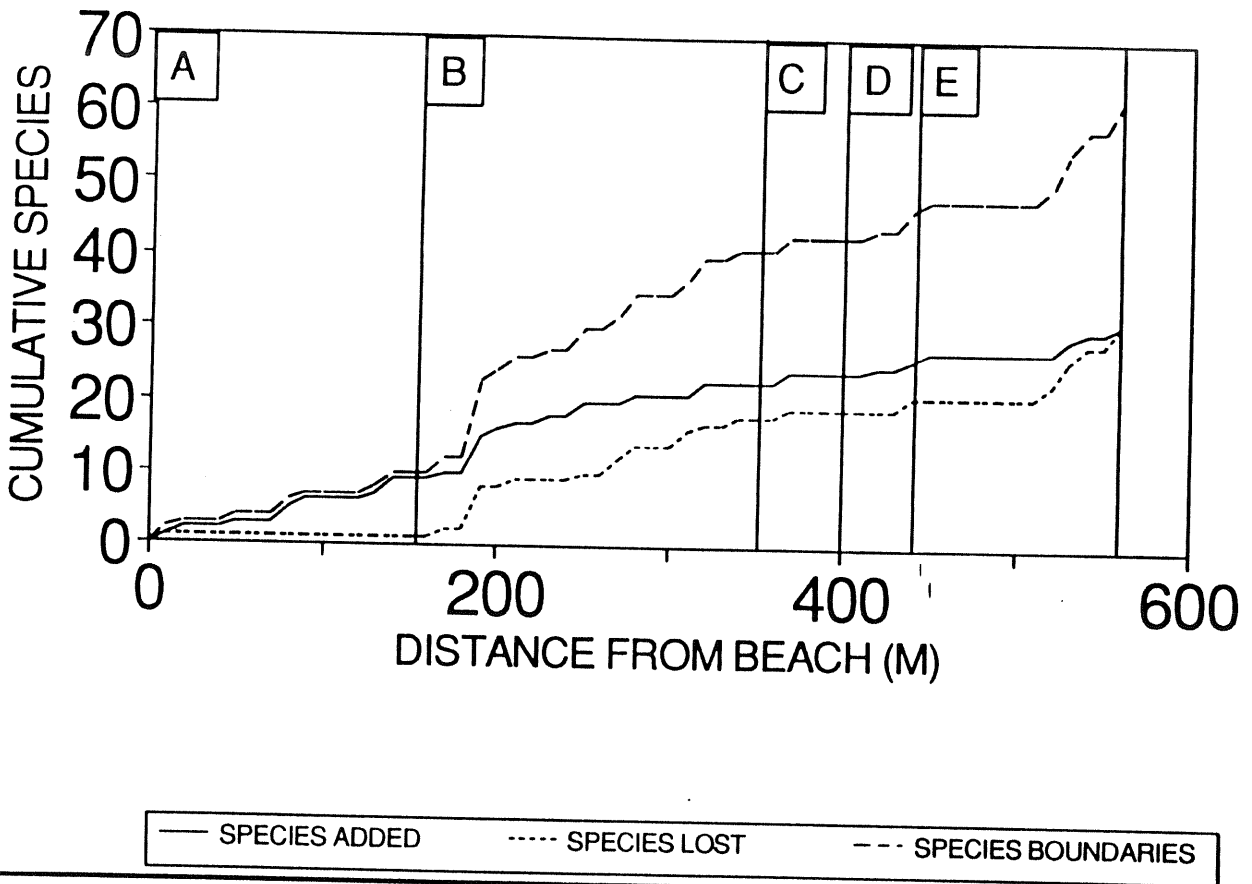 70
60
50
40
30
20
10
0
CUMULATIVE SPECIES
A
B
C
D
E
0
200
400
600
DISTANCE FROM BEACH (M)
SPECIES ADDED
SPECIES LOST
SPECIES BOUNDARIES